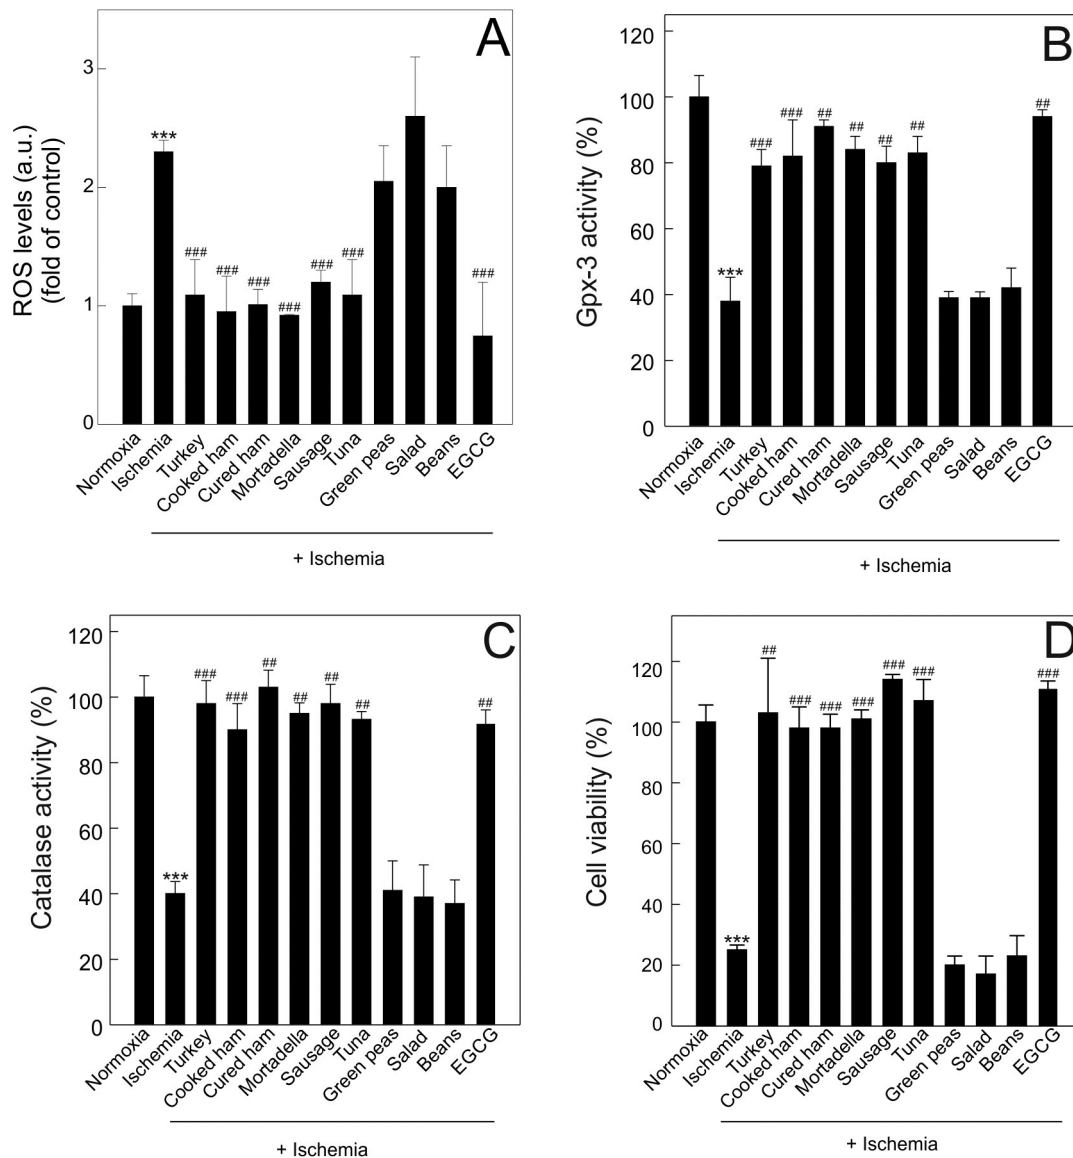 A
ROS levels (a.u.)
(fold of control)
3
2
1
0
***
###
###
###
###
###
###
###
Normoxia
Ischemia
Turkey
Cooked ham
Cured ham
Mortadella
Sausage
Tuna
Green peas
Salad
Beans
EGCG
+ Ischemia
B
Gpx-3 activity (%)
120
100
80
60
40
20
0
***
###
###
##
##
##
##
##
Normoxia
Ischemia
Turkey
Cooked ham
Cured ham
Mortadella
Sausage
Tuna
Green peas
Salad
Beans
EGCG
+ Ischemia
C
Catalase activity (%)
120
100
80
60
40
20
0
***
###
###
##
##
##
##
##
Normoxia
Ischemia
Turkey
Cooked ham
Cured ham
Mortadella
Sausage
Tuna
Green peas
Salad
Beans
EGCG
+ Ischemia
D
Cell viability (%)
120
100
80
60
40
20
0
***
##
###
###
###
###
###
###
Normoxia
Ischemia
Turkey
Cooked ham
Cured ham
Mortadella
Sausage
Tuna
Green peas
Salad
Beans
EGCG
+ Ischemia